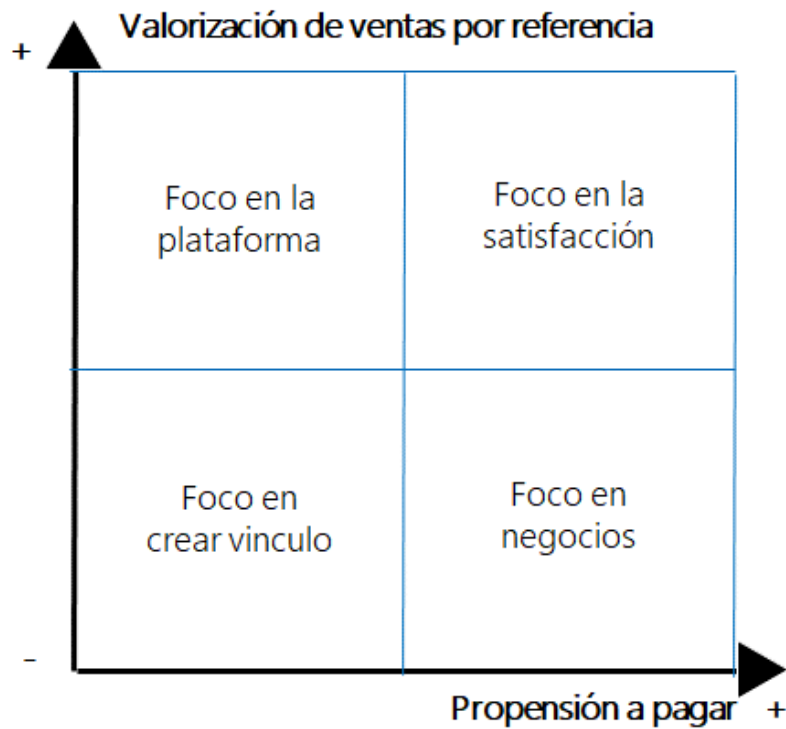 Valorización de ventas por referencia
+
Foco en la
plataforma
Foco en la
satisfacción
Foco en
crear vinculo
Foco en
negocios
-
Propensión a pagar +